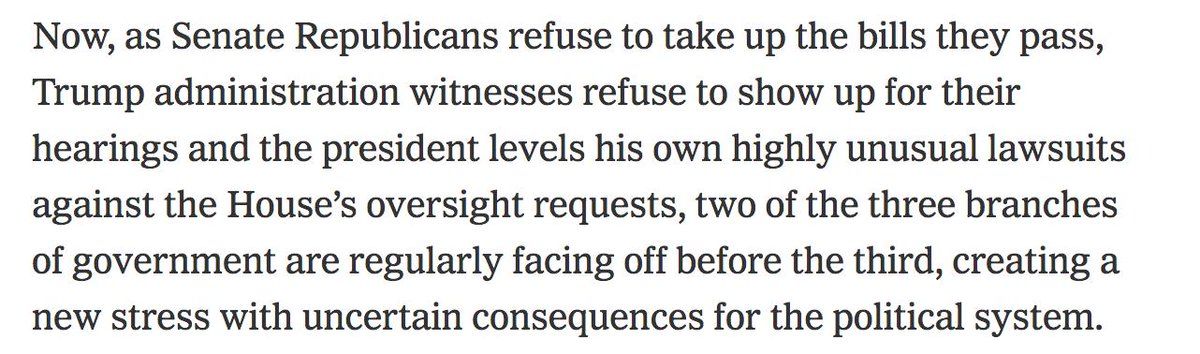 Now, as Senate Republicans refuse to take up the bills they pass,
Trump administration witnesses refuse to show up for their
hearings and the president levels his own highly unusual lawsuits
against the House’s oversight requests, two of the three branches
of government are regularly facing off before the third, creating a
new stress with uncertain consequences for the political system.